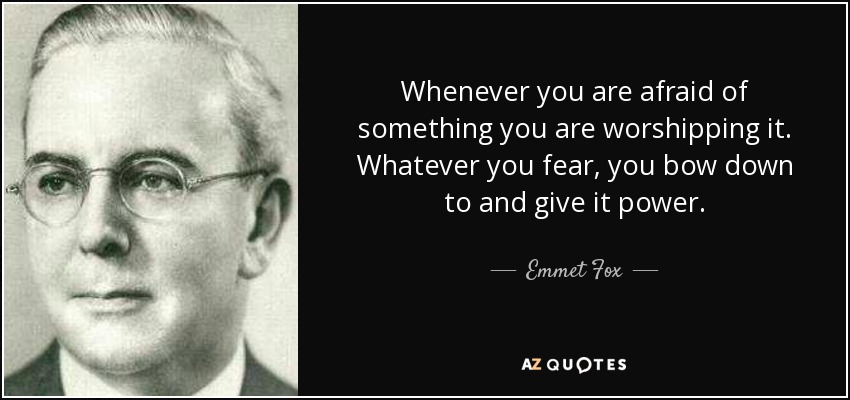 Whenever you are afraid of
something you are worshipping it.
Whatever you fear, you bow down
to and give it power.
Emmet Fox
AZ QUOTES